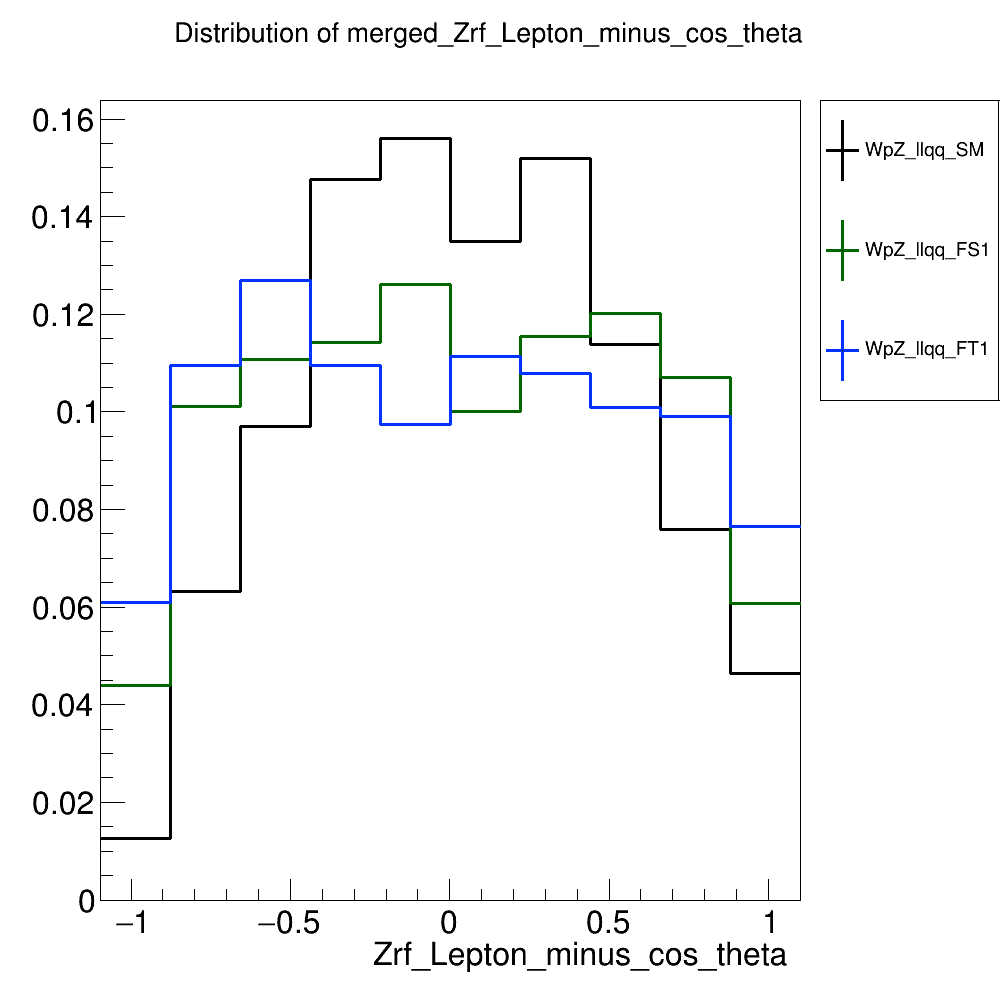 Distribution of merged_Zrf_Lepton_minus_cos_theta
0.16
0.14
0.12
0.1
0.08
0.06
0.04
0.02
0
−1
−0.5
0
0.5
1
Zrf_Lepton_minus_cos_theta
WpZ_llqq_SM
WpZ_llqq_FS1
WpZ_llqq_FT1